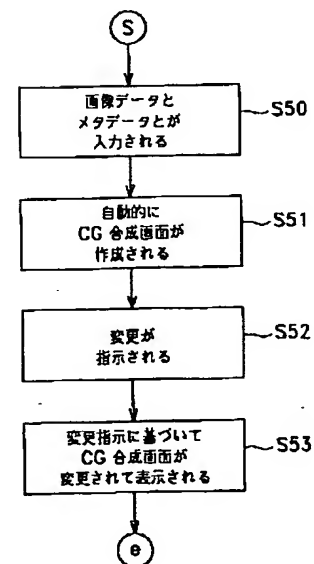 S
画像データと
メタデータとが
入力される
S50
自動的に
CG 合成画面が
作成される
S51
変更が
指示される
S52
変更指示に基づいて
CG 合成画面が
変更されて表示される
S53
e